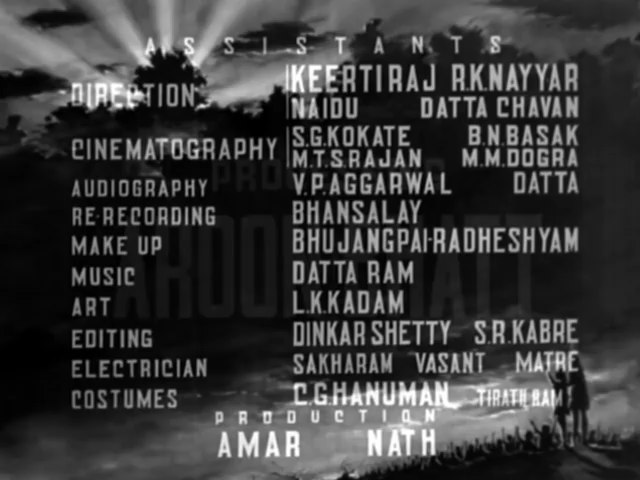 ASSISTANTS
DIRECTION KEERTIRAJ R.K.NAYYAR
NAIDU DATTA CHAVAN
CINEMATOGRAPHY S.G.KOKATE B.N.BASAK
M.T.S.RAJAN M.M.DOGRA
AUDIOGRAPHY V.P.AGGARWAL DATTA
RE-RECORDING BHANSALAY
MAKE UP BHUJANGPAI-RADHESHYAM
MUSIC DATTA RAM
ART L.K.KADAM
EDITING DINKAR SHETTY S.R.KABRE
ELECTRICIAN SAKHARAM VASANT MATRE
COSTUMES C.G.HANUMAN TIRATH RAM
PRODUCTION
AMAR NATH